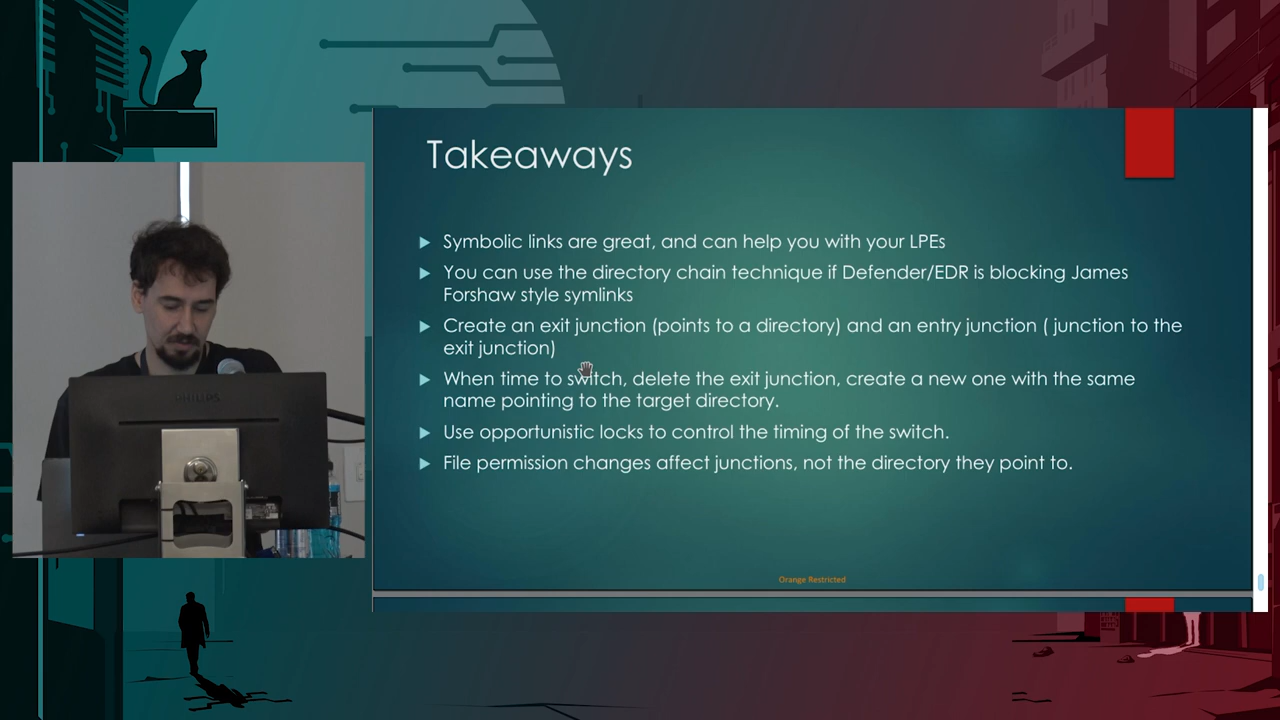 Takeaways
Symbolic links are great, and can help you with your LPEs
You can use the directory chain technique if Defender/EDR is blocking James
Forshaw style symlinks
Create an exit junction (points to a directory) and an entry junction ( junction to the
exit junction)
When time to switch, delete the exit junction, create a new one with the same
name pointing to the target directory.
Use opportunistic locks to control the timing of the switch.
File permission changes affect junctions, not the directory they point to.
Orange Restricted
PHILIPS